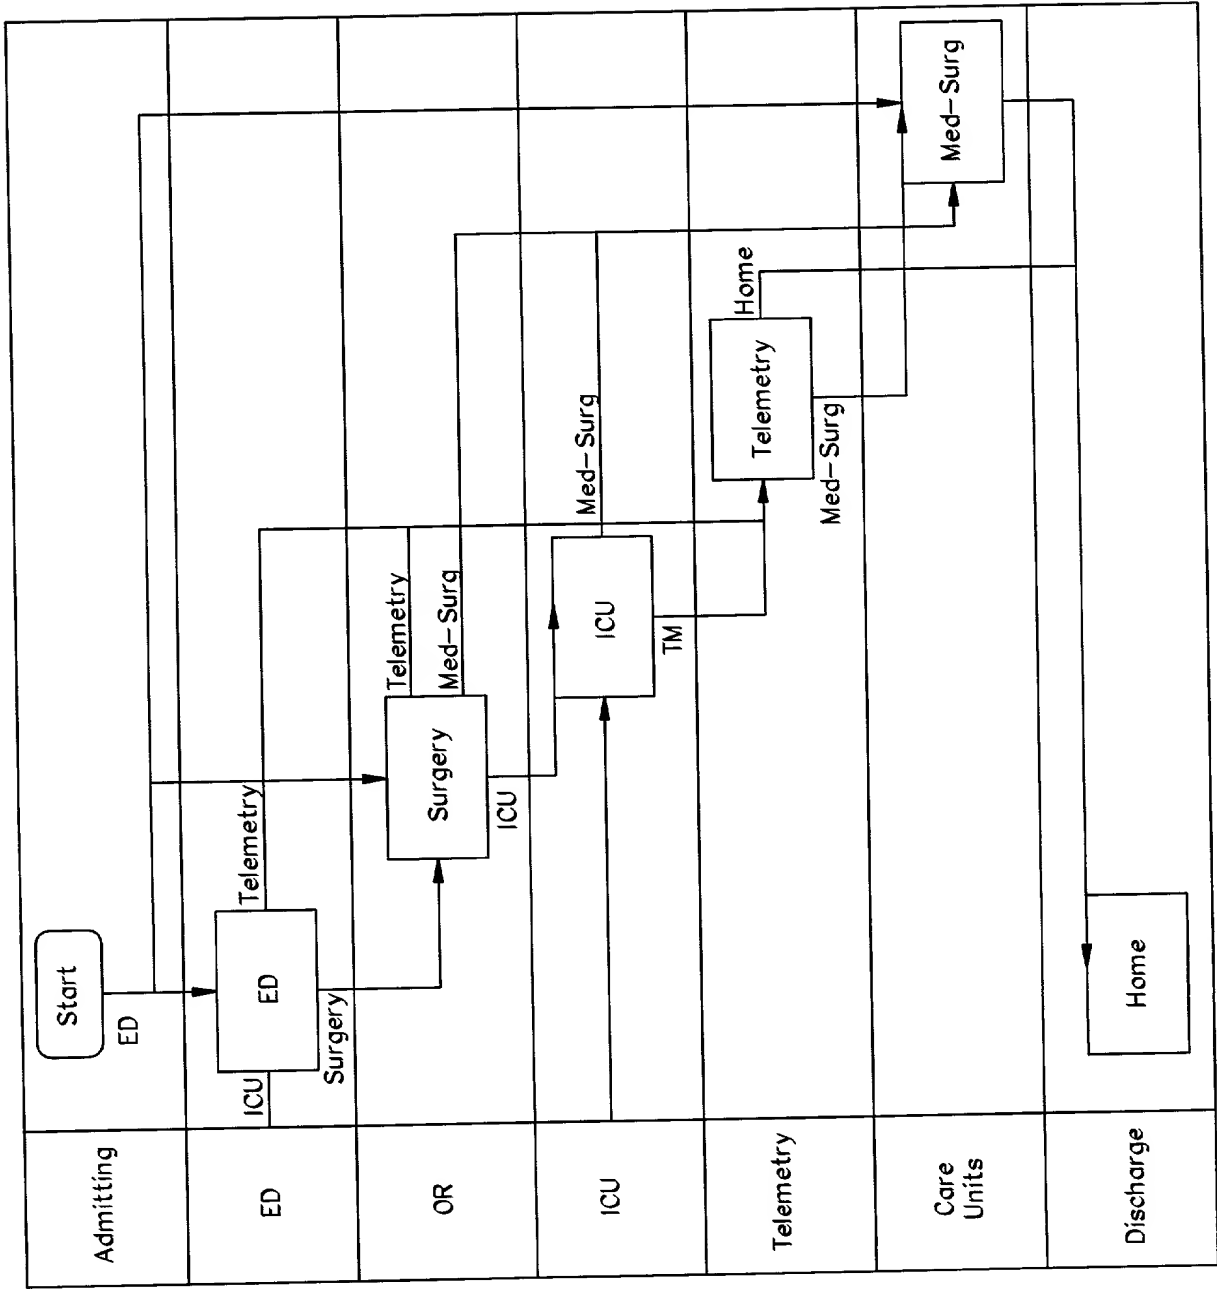 Admitting
Start
ED
ED
ICU
ED
Telemetry
Surgery
OR
Surgery
Telemetry
Med-Surg
ICU
ICU
ICU
Med-Surg
TM
Telemetry
Telemetry
Home
Med-Surg
Care
Units
Med-Surg
Discharge
Home